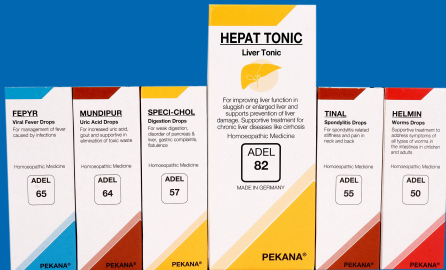 FEPYR
Viral Fever Drops
For management of fever
caused by infections
Homoeopathic Medicine
ADEL
65
MUNDIPUR
Uric Acid Drops
For increased uric acid,
gout and supportive in
elimination of toxic waste
Homoeopathic Medicine
ADEL
64
PEKANA®
SPECI-CHOL
Digestion Drops
For weak digestion,
disorder of pancreas &
liver, gastric complaints,
flatulence
Homoeopathic Medicine
ADEL
57
PEKANA®
HEPAT TONIC
Liver Tonic
For improving liver function in
sluggish or enlarged liver and
supports prevention of liver
damage. Supportive treatment for
chronic liver diseases like cirrhosis
Homoeopathic Medicine
ADEL
82
MADE IN GERMANY
PEKANA®
TINAL
Spondylitis Drops
For spondylitis related
stiffness and pain in
neck and back
Homoeopathic Medicine
ADEL
55
PEKANA®
HELMIN
Worms Drops
Supportive treatment to
address symptoms of
all types of worms in
the intestines in children
and adults
Homoeopathic Medicine
ADEL
50
PEKANA®
PEKANA®